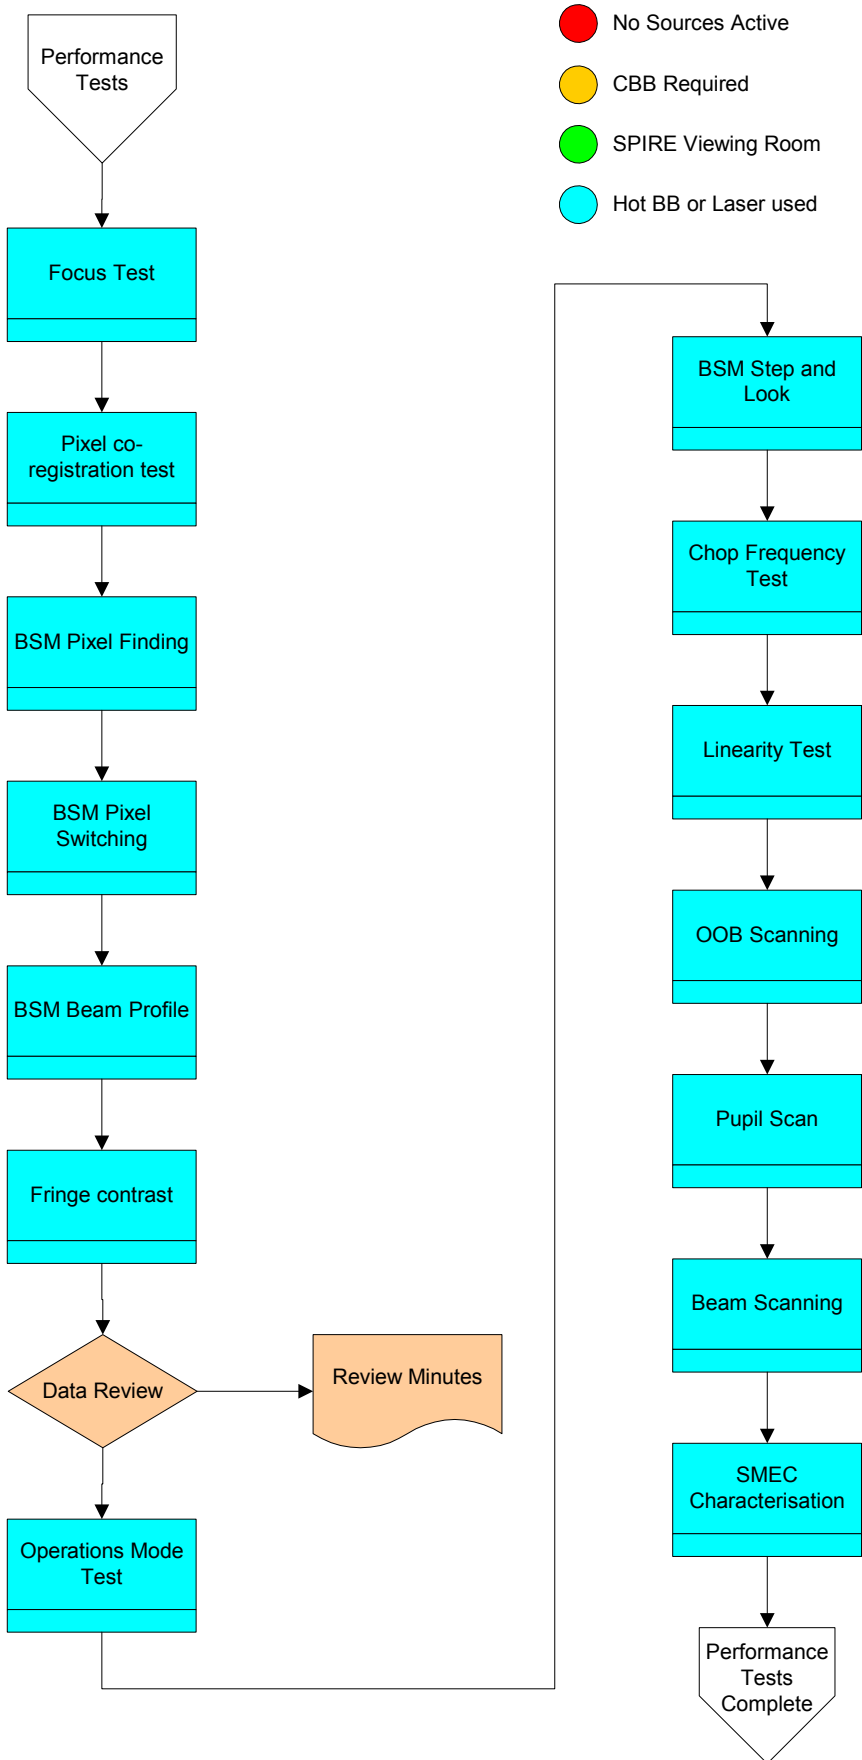 Performance
Tests
No Sources Active
CBB Required
SPIRE Viewing Room
Hot BB or Laser used
Focus Test
Pixel co-
registration test
BSM Pixel Finding
BSM Pixel
Switching
BSM Beam Profile
Fringe contrast
Data Review
Review Minutes
Operations Mode
Test
BSM Step and
Look
Chop Frequency
Test
Linearity Test
OOB Scanning
Pupil Scan
Beam Scanning
SMEC
Characterisation
Performance
Tests
Complete